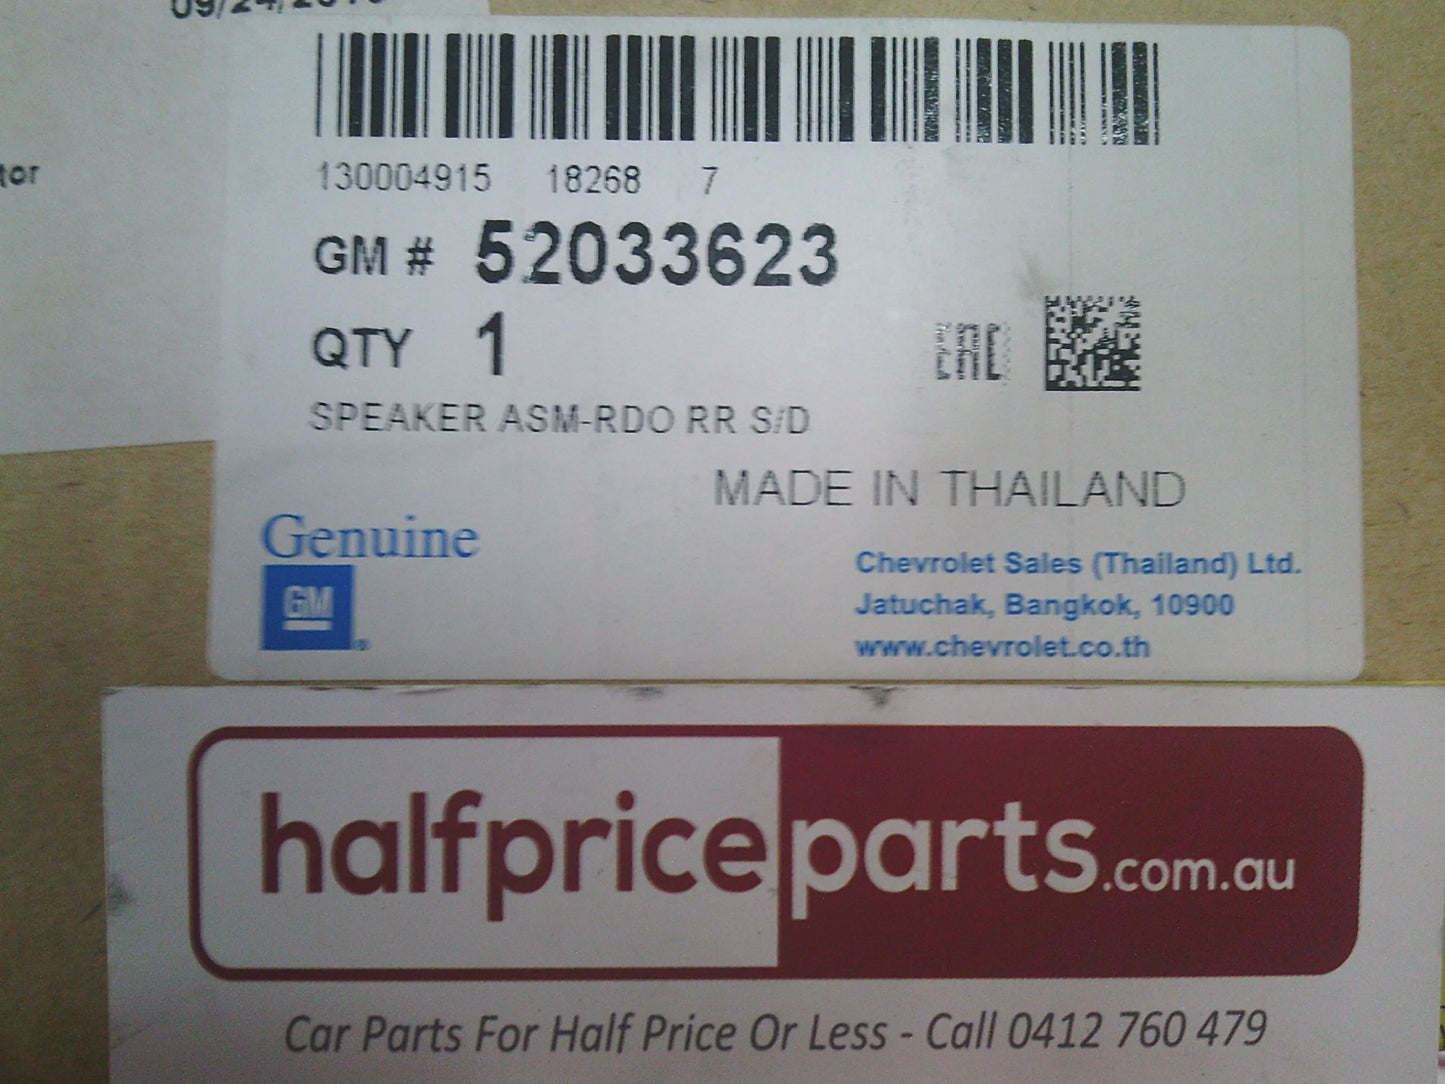 tor
130004915 18268 7
GM # 52033623
QTY 1
EAC
SPEAKER ASM-RDO RR S/D
MADE IN THAILAND
Genuine
GM
Chevrolet Sales (Thailand) Ltd.
Jatuchak, Bangkok, 10900
www.chevrolet.co.th
halfpriceparts.com.au
Car Parts For Half Price Or Less - Call 0412 760 479